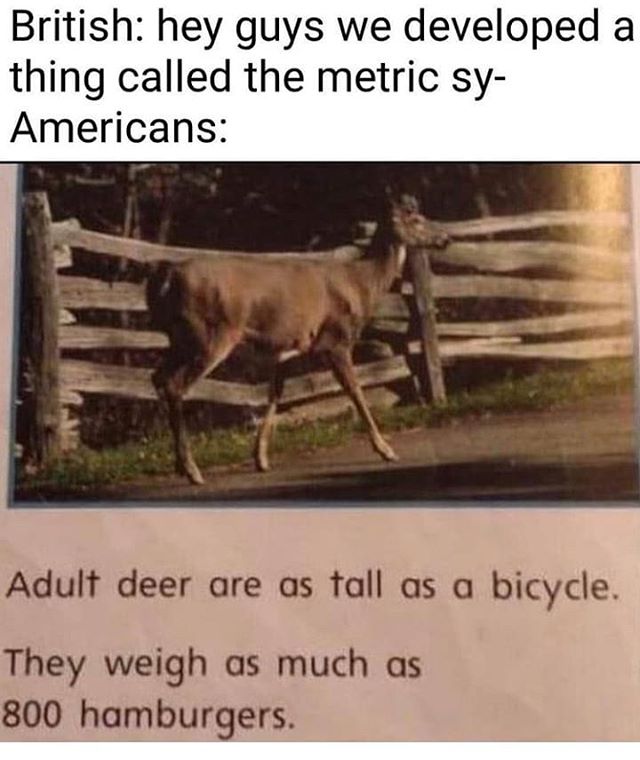 British: hey guys we developed a
thing called the metric sy-
Americans:
Adult deer are as tall as a bicycle.
They weigh as much as
800 hamburgers.